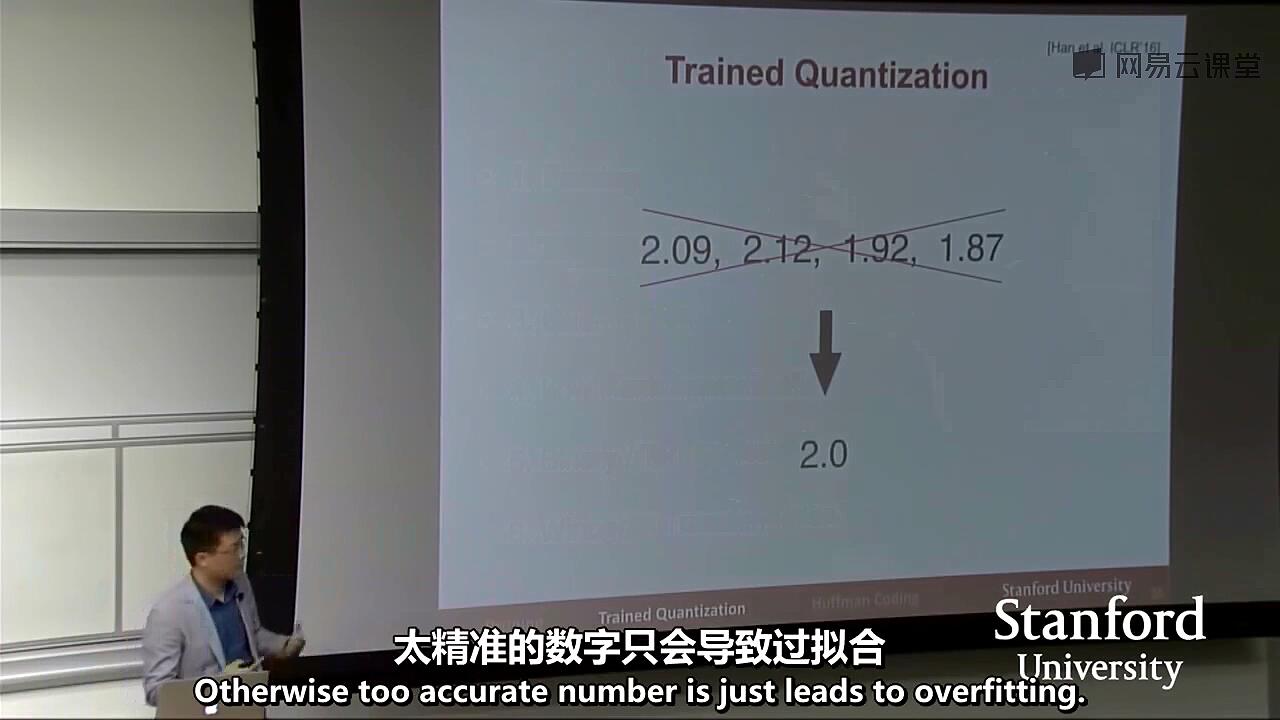 [Han et al. ICLR'16]
网易云课堂
Trained Quantization
2.09, 2.12, 1.92, 1.87
2.0
Stanford University
Trained Quantization
Huffman Coding
Stanford
University
太精准的数字只会导致过拟合
Otherwise too accurate number is just leads to overfitting.